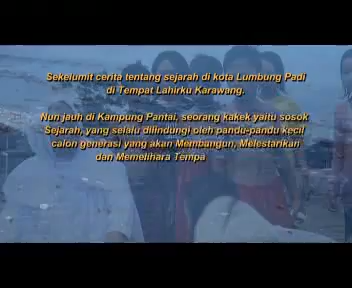 Sekelumit cerita tentang sejarah di kota Lumbung Padi
di Tempat Lahirku Karawang.
Nun jauh di Kampung Pantai, seorang kakek yaitu sosok
Sejarah, yang selalu dilindungi oleh pandu-pandu kecil
calon generasi yang akan Membangun, Melestarikan
dan Memelihara Tempa